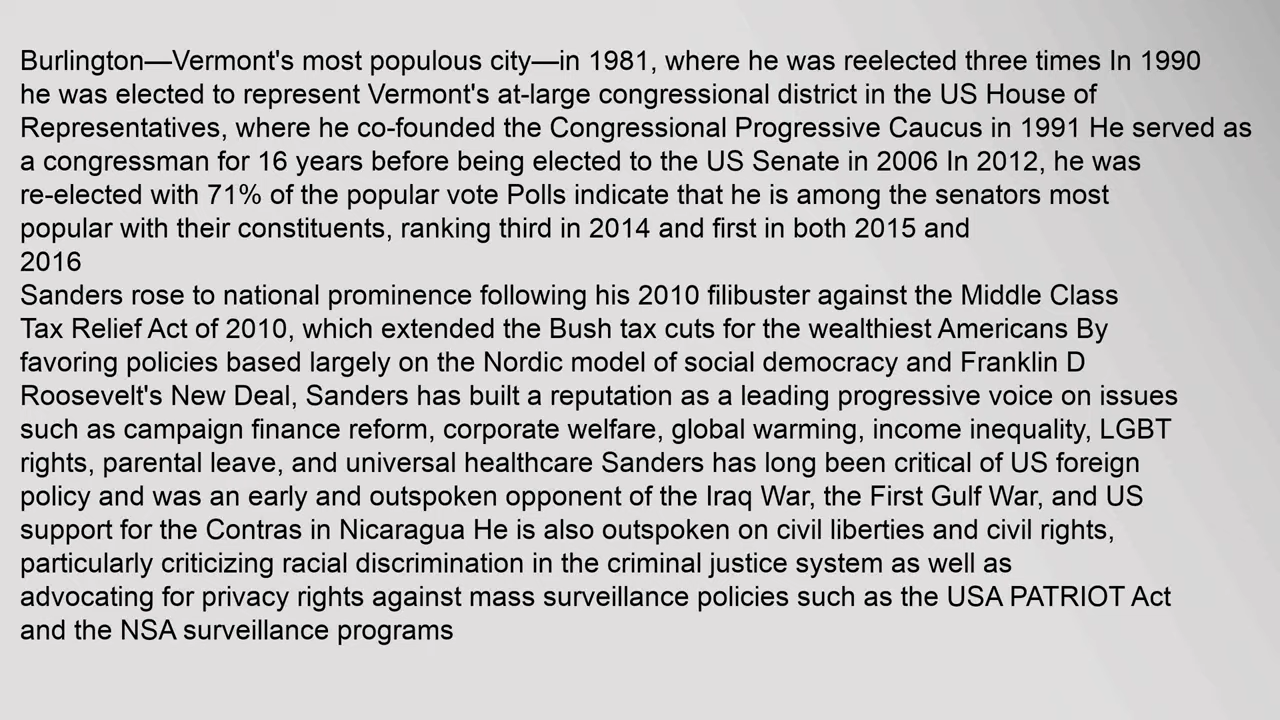 Burlington—Vermont's most populous city—in 1981, where he was reelected three times In 1990
he was elected to represent Vermont's at-large congressional district in the US House of
Representatives, where he co-founded the Congressional Progressive Caucus in 1991 He served as
a congressman for 16 years before being elected to the US Senate in 2006 In 2012, he was
re-elected with 71% of the popular vote Polls indicate that he is among the senators most
popular with their constituents, ranking third in 2014 and first in both 2015 and
2016
Sanders rose to national prominence following his 2010 filibuster against the Middle Class
Tax Relief Act of 2010, which extended the Bush tax cuts for the wealthiest Americans By
favoring policies based largely on the Nordic model of social democracy and Franklin D
Roosevelt's New Deal, Sanders has built a reputation as a leading progressive voice on issues
such as campaign finance reform, corporate welfare, global warming, income inequality, LGBT
rights, parental leave, and universal healthcare Sanders has long been critical of US foreign
policy and was an early and outspoken opponent of the Iraq War, the First Gulf War, and US
support for the Contras in Nicaragua He is also outspoken on civil liberties and civil rights,
particularly criticizing racial discrimination in the criminal justice system as well as
advocating for privacy rights against mass surveillance policies such as the USA PATRIOT Act
and the NSA surveillance programs